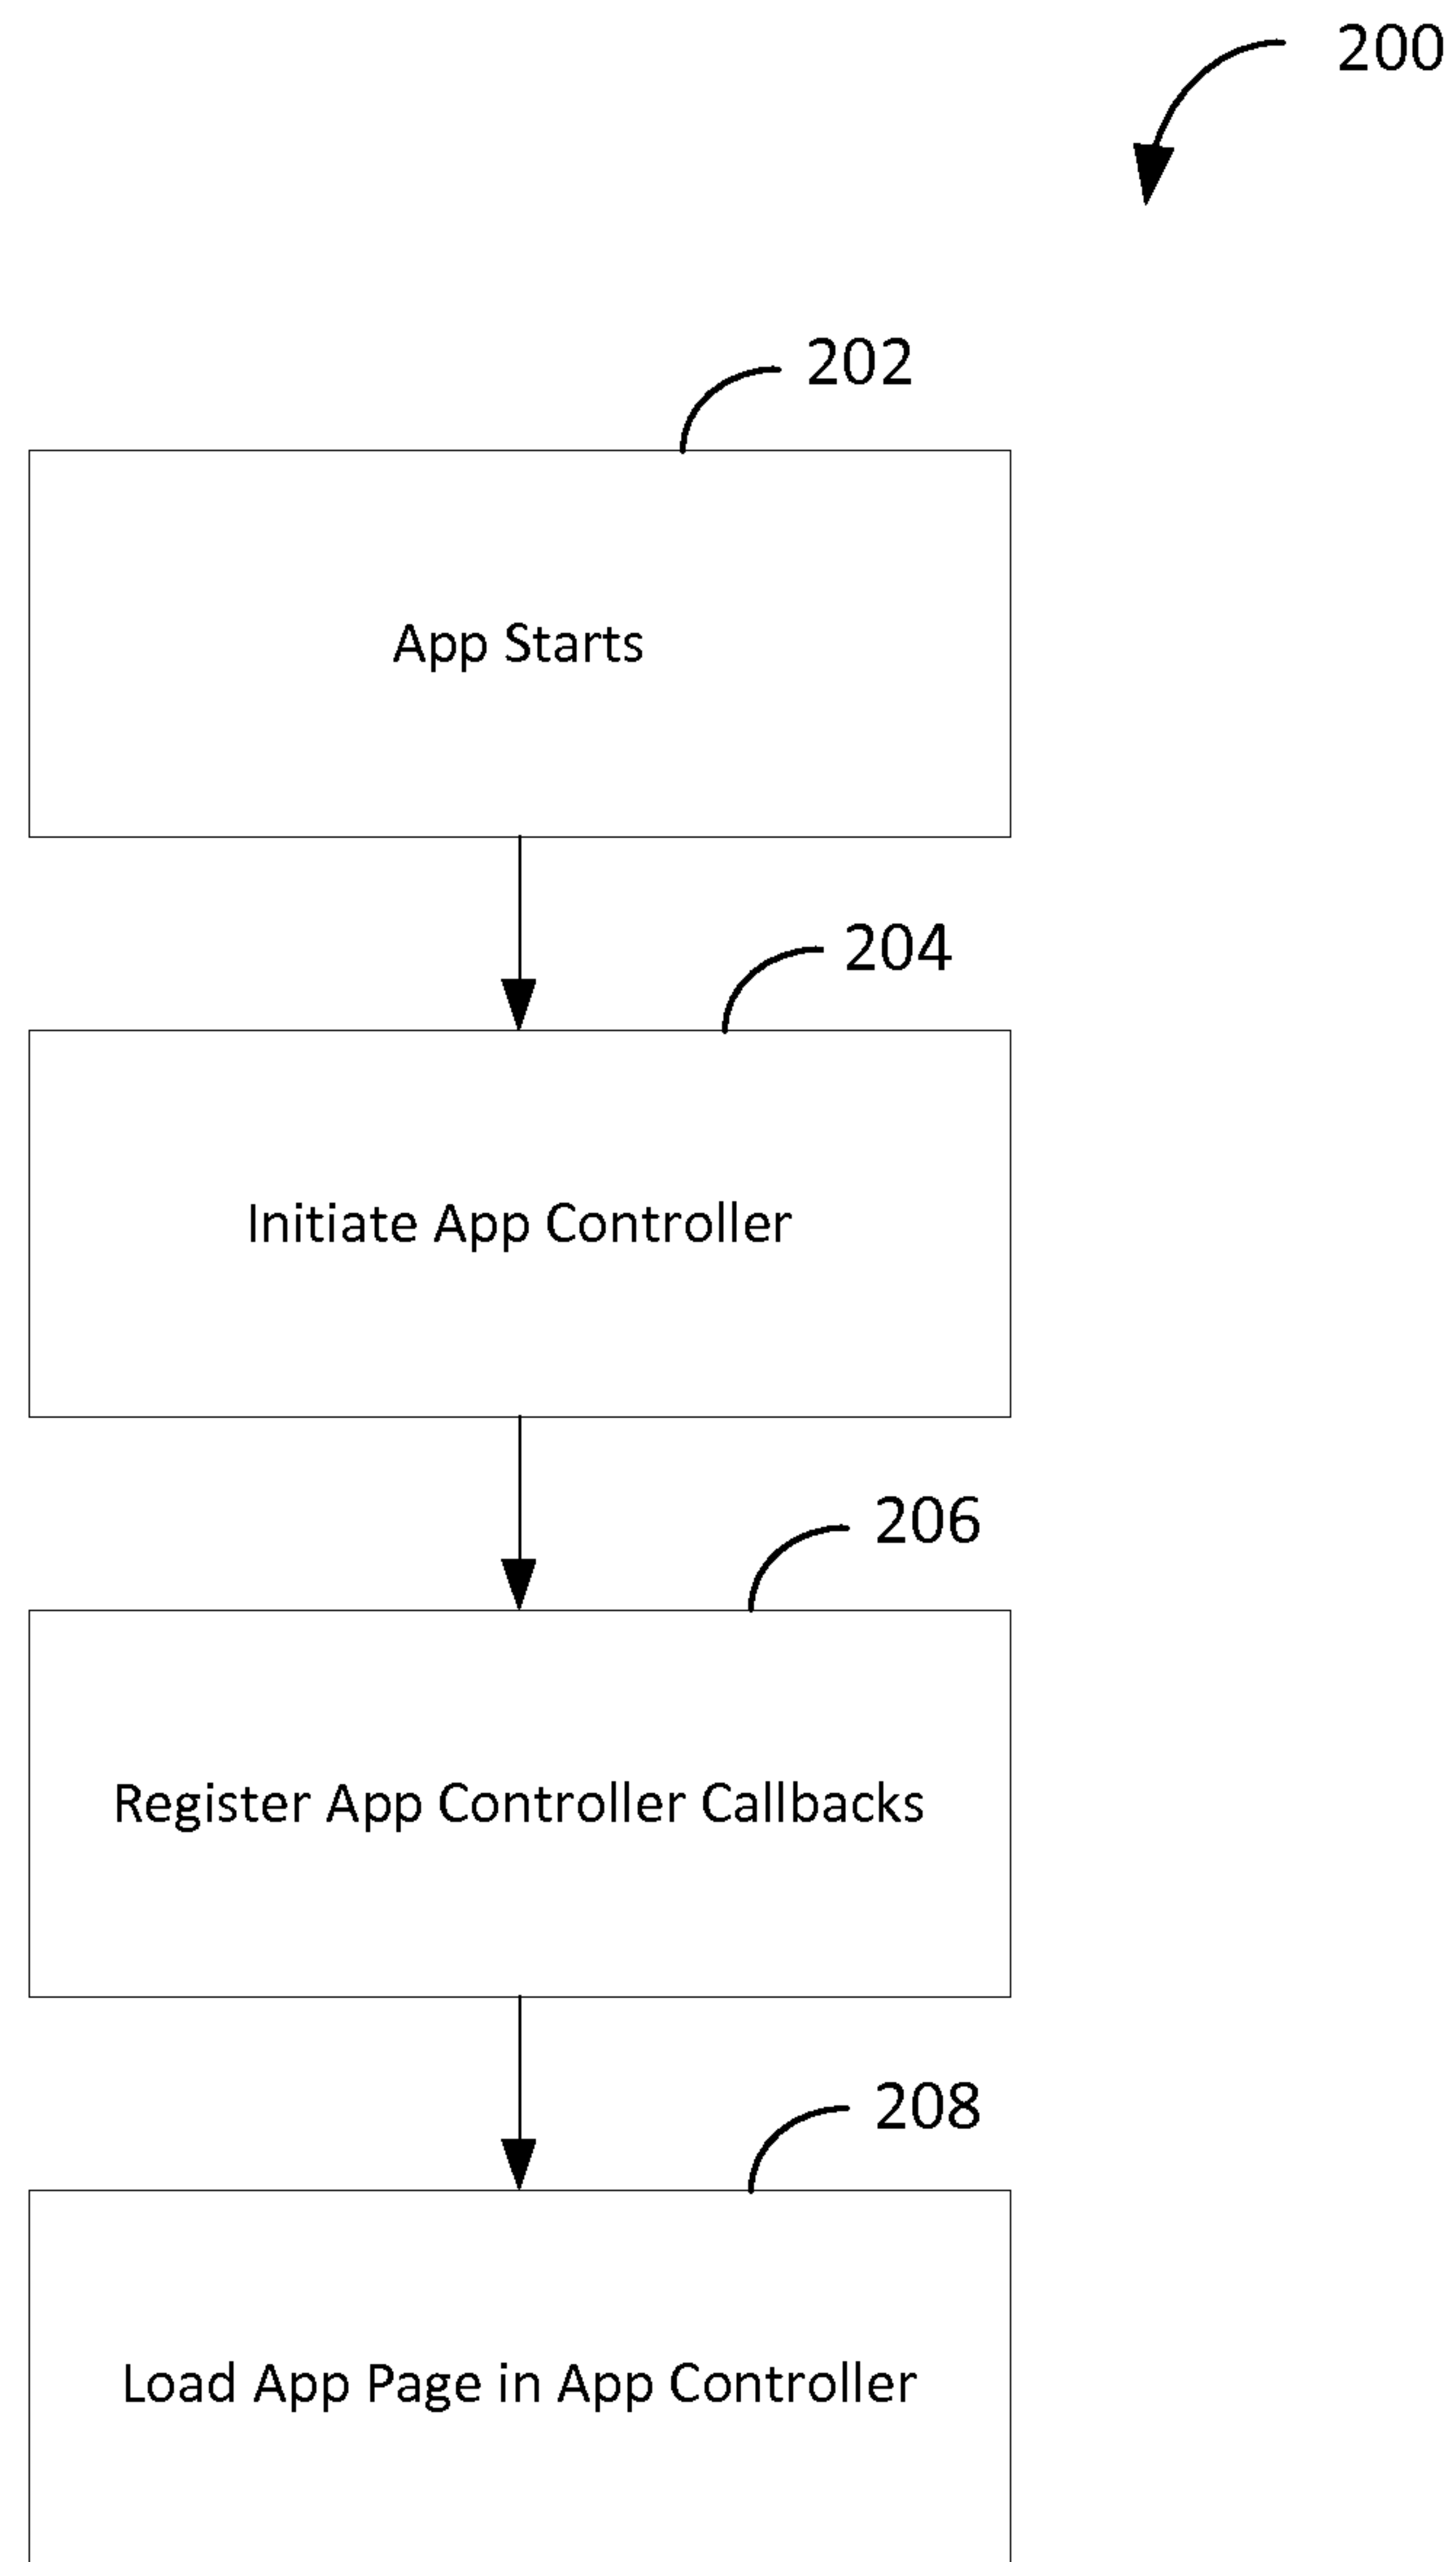 200
202
App Starts
204
Initiate App Controller
206
Register App Controller Callbacks
208
Load App Page in App Controller